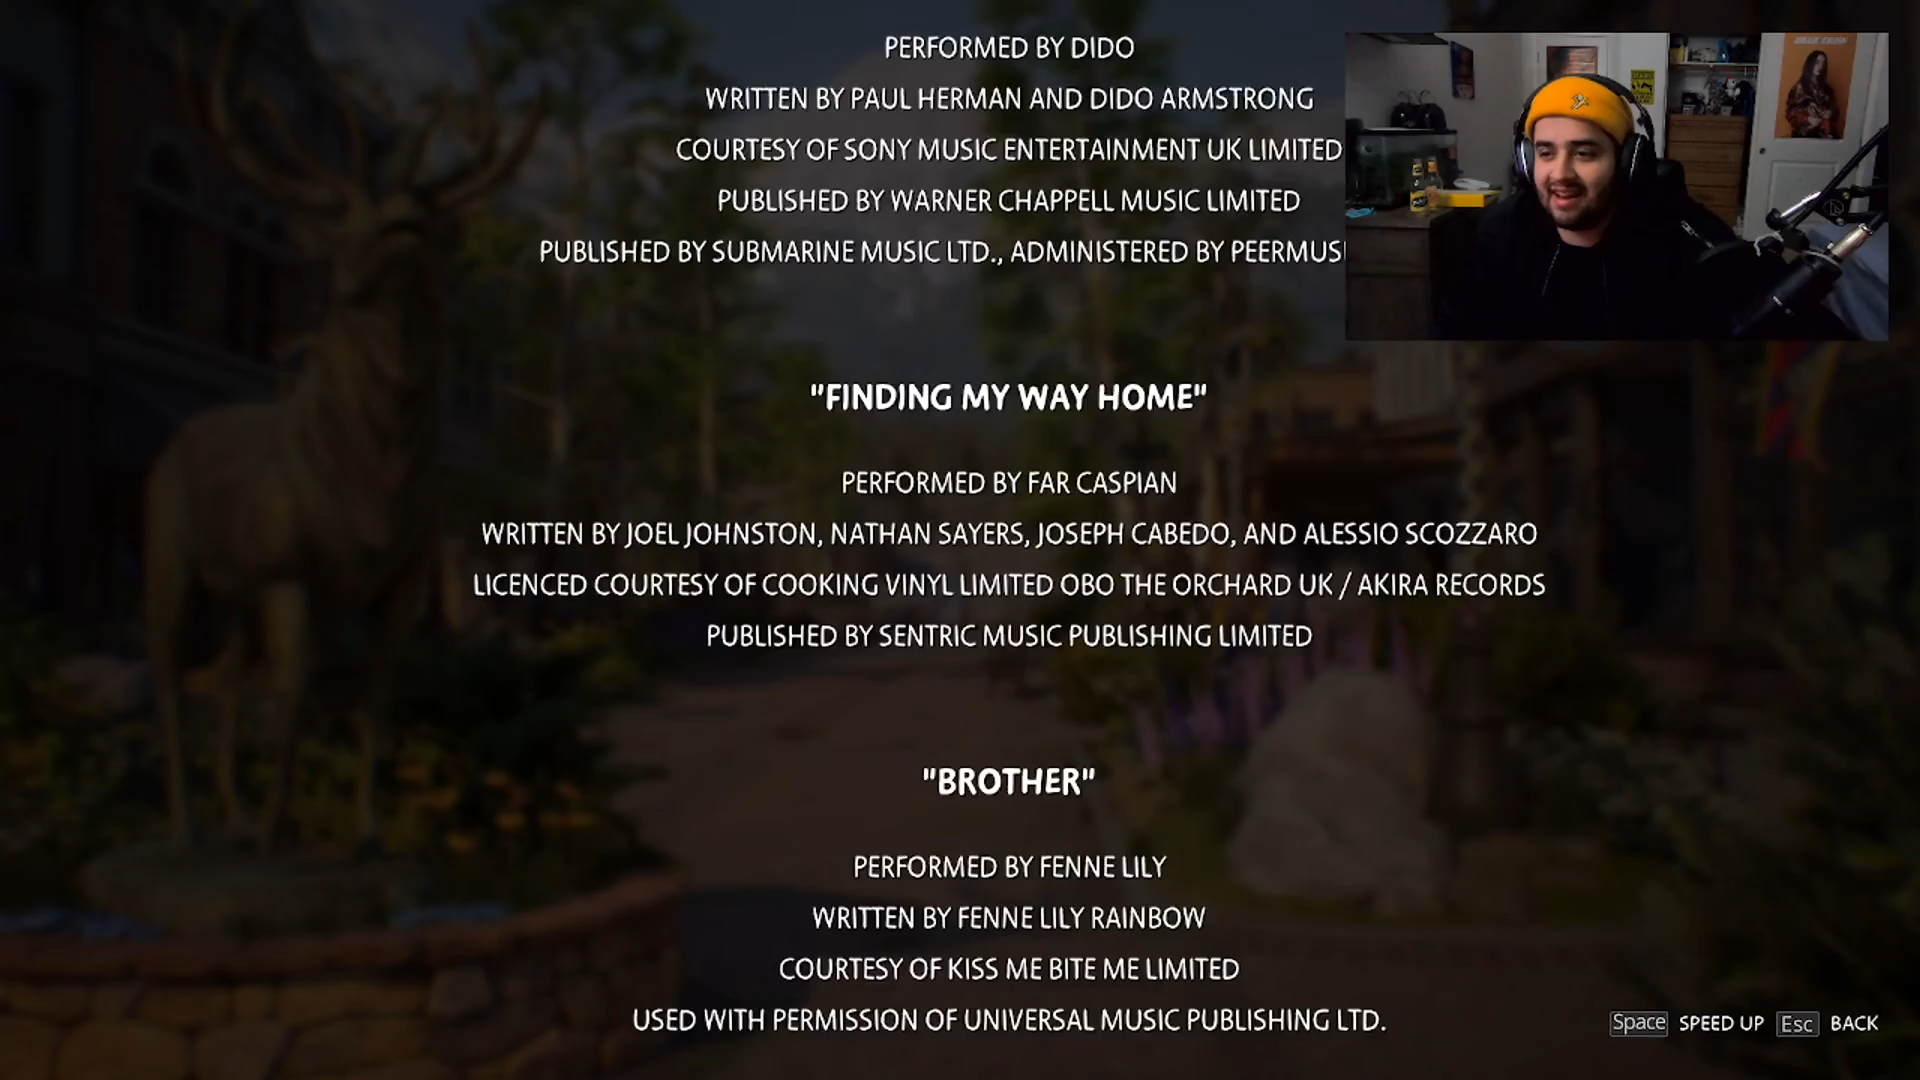 PERFORMED BY DIDO
WRITTEN BY PAUL HERMAN AND DIDO ARMSTRONG
COURTESY OF SONY MUSIC ENTERTAINMENT UK LIMITED
PUBLISHED BY WARNER CHAPPELL MUSIC LIMITED
PUBLISHED BY SUBMARINE MUSIC LTD., ADMINISTERED BY PEERMUSI
"FINDING MY WAY HOME"
PERFORMED BY FAR CASPIAN
WRITTEN BY JOEL JOHNSTON, NATHAN SAYERS, JOSEPH CABEDO, AND ALESSIO SCOZZARO
LICENCED COURTESY OF COOKING VINYL LIMITED OBO THE ORCHARD UK / AKIRA RECORDS
PUBLISHED BY SENTRIC MUSIC PUBLISHING LIMITED
"BROTHER"
PERFORMED BY FENNE LILY
WRITTEN BY FENNE LILY RAINBOW
COURTESY OF KISS ME BITE ME LIMITED
USED WITH PERMISSION OF UNIVERSAL MUSIC PUBLISHING LTD.
Space SPEED UP Esc BACK